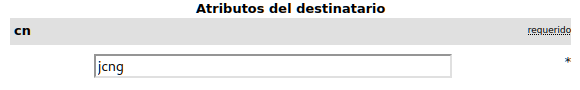 Atributos del destinatario
cn requerido
jcng *